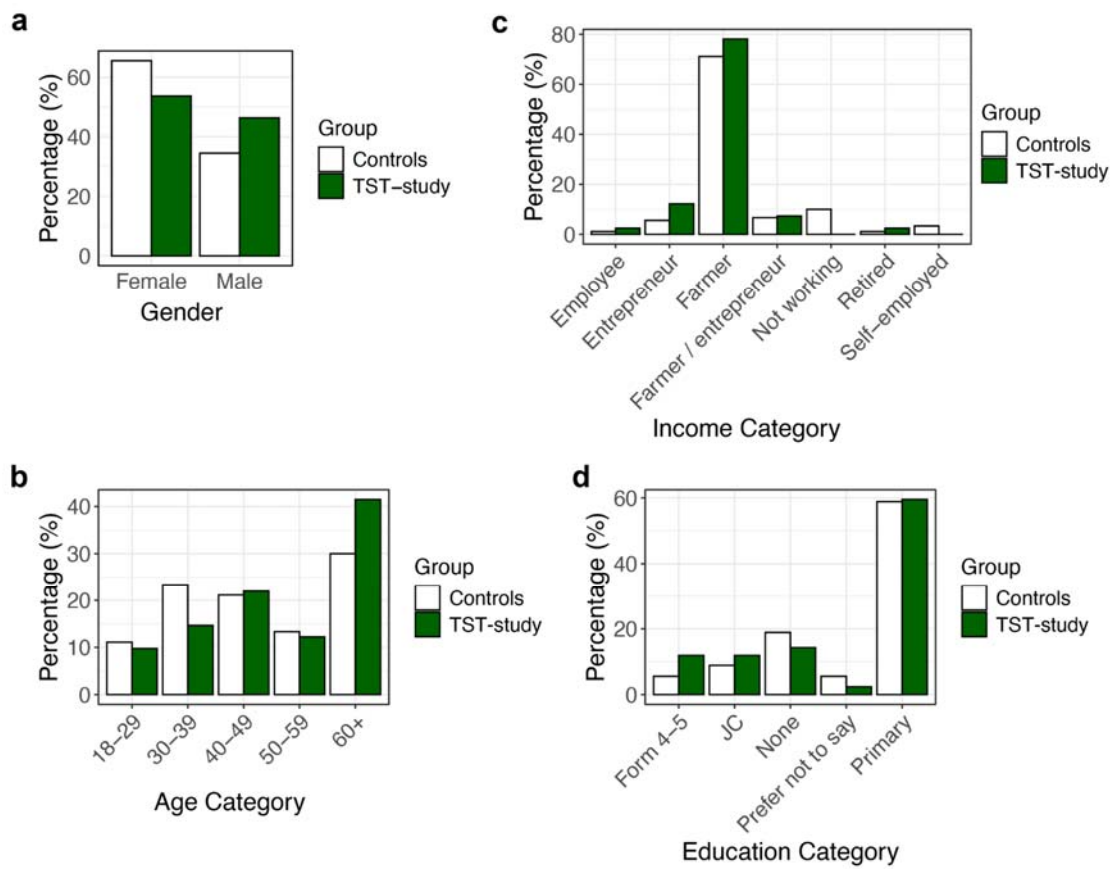 a
Percentage (%)
60
40
20
0
Female Male
Gender
Group
Controls
TST-study
c
Percentage (%)
80
60
40
20
0
Employee
Entrepreneur
Farmer
Farmer / entrepreneur
Not working
Retired
Self-employed
Income Category
Group
Controls
TST-study
b
Percentage (%)
40
30
20
10
0
18-29
30-39
40-49
50-59
60+
Age Category
Group
Controls
TST-study
d
Percentage (%)
60
40
20
0
Form 4-5
JC
None
Prefer not to say
Primary
Education Category
Group
Controls
TST-study